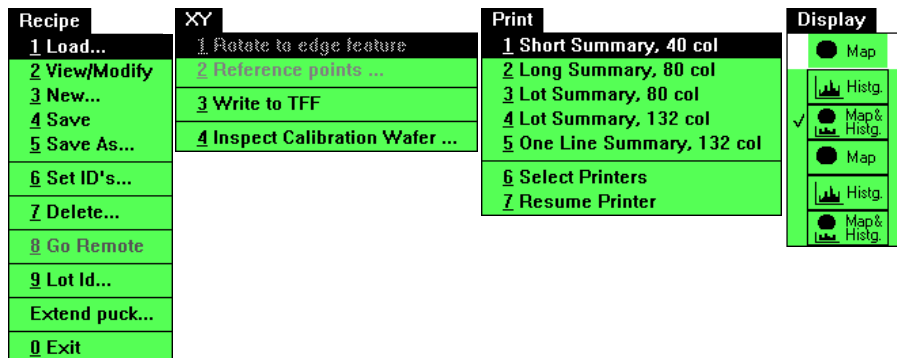 Recipe
1 Load...
2 View/Modify
3 New...
4 Save
5 Save As...
6 Set ID's...
7 Delete...
8 Go Remote
9 Lot Id...
Extend puck...
0 Exit
XY
1 Rotate to edge feature
2 Reference points ...
3 Write to TFF
4 Inspect Calibration Wafer ...
Print
1 Short Summary, 40 col
2 Long Summary, 80 col
3 Lot Summary, 80 col
4 Lot Summary, 132 col
5 One Line Summary, 132 col
6 Select Printers
7 Resume Printer
Display
Map
Histg.
Map&
Histg.
Map
Histg.
Map&
Histg.